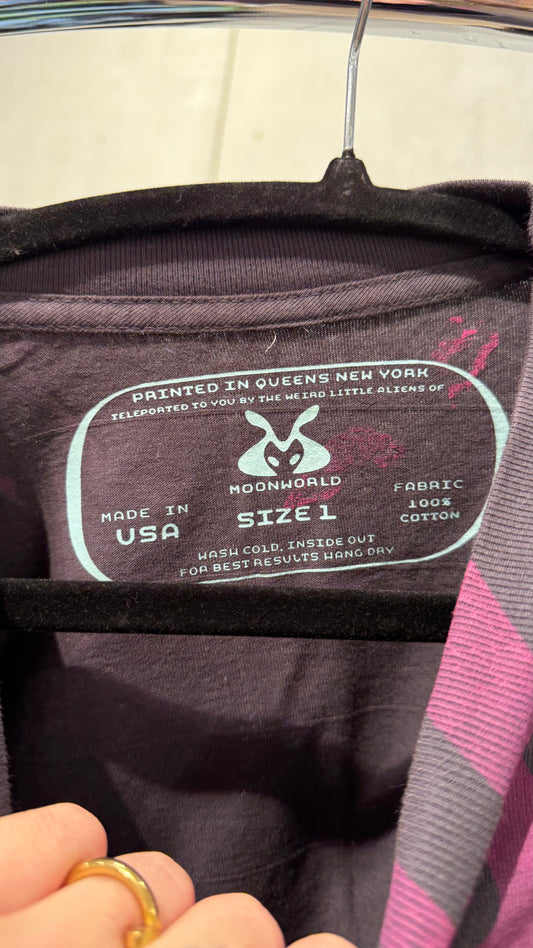 PRINTED IN QUEENS NEW YORK
TELEPORTED TO YOU BY THE WEIRD LITTLE ALIENS OF
MOONWORLD
MADE IN
USA
SIZE 1
FABRIC
100%
COTTON
WASH COLD, INSIDE OUT
FOR BEST RESULTS HANG DRY